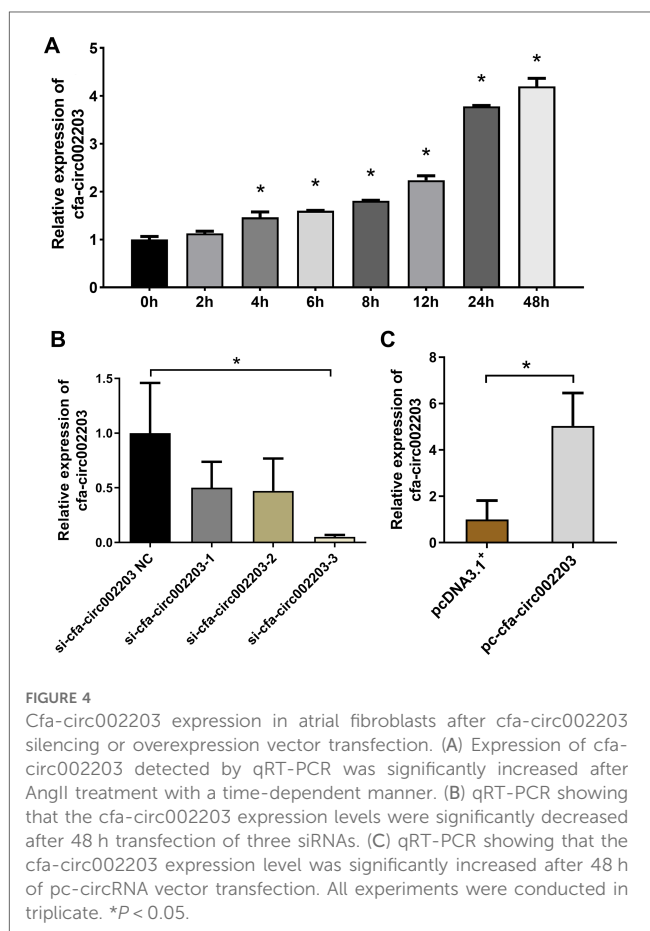 A
Relative expression of
cfa-circ002203
5
4
3
2
1
0
* * * * * *
0h 2h 4h 6h 8h 12h 24h 48h
B
Relative expression of
cfa-circ002203
1.5
1.0
0.5
0.0
*
si-cfa-circ002203 NC
si-cfa-circ002203-1
si-cfa-circ002203-2
si-cfa-circ002203-3
C
Relative expression of
cfa-circ002203
8
6
4
2
0
*
pcDNA3.1+
pc-cfa-circ002203
FIGURE 4
Cfa-circ002203 expression in atrial fibroblasts after cfa-circ002203
silencing or overexpression vector transfection. (A) Expression of cfa-
circ002203 detected by qRT-PCR was significantly increased after
AngII treatment with a time-dependent manner. (B) qRT-PCR showing
that the cfa-circ002203 expression levels were significantly decreased
after 48 h transfection of three siRNAs. (C) qRT-PCR showing that the
cfa-circ002203 expression level was significantly increased after 48 h
of pc-circRNA vector transfection. All experiments were conducted in
triplicate. *P < 0.05.